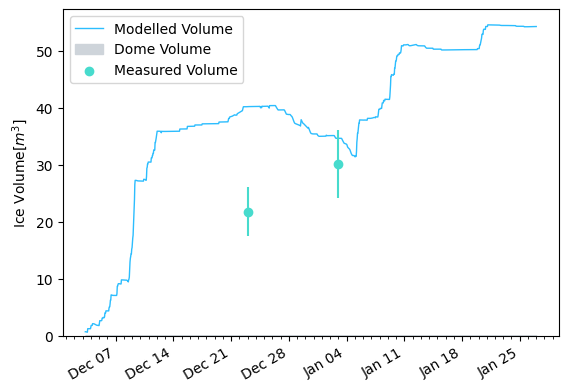 Modelled Volume
Dome Volume
Measured Volume
Ice Volume[m³]
50
40
30
20
10
0
Dec 07
Dec 14
Dec 21
Dec 28
Jan 04
Jan 11
Jan 18
Jan 25